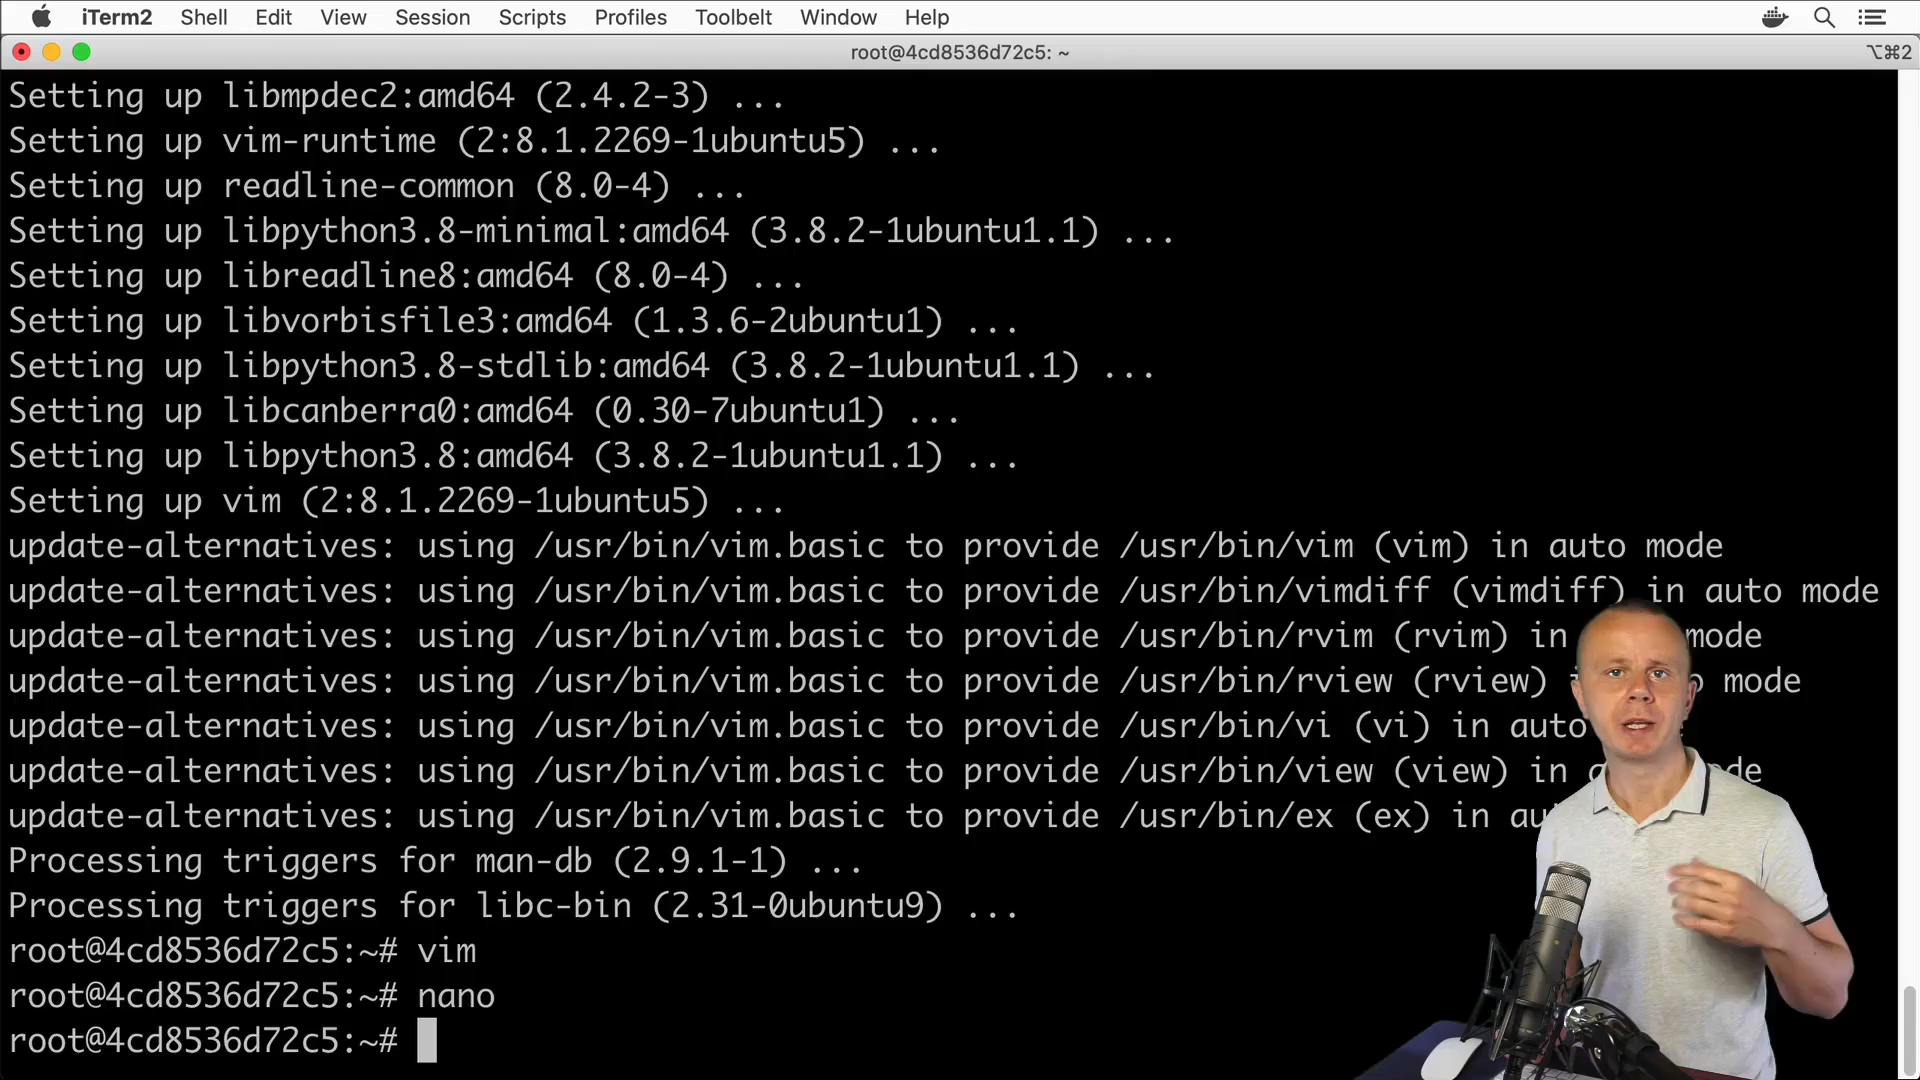 iTerm2 Shell Edit View Session Scripts Profiles Toolbelt Window Help
root@4cd8536d72c5: ~ ⌥⌘2
Setting up libmpdec2:amd64 (2.4.2-3) ...
Setting up vim-runtime (2:8.1.2269-1ubuntu5) ...
Setting up readline-common (8.0-4) ...
Setting up libpython3.8-minimal:amd64 (3.8.2-1ubuntu1.1) ...
Setting up libreadline8:amd64 (8.0-4) ...
Setting up libvorbisfile3:amd64 (1.3.6-2ubuntu1) ...
Setting up libpython3.8-stdlib:amd64 (3.8.2-1ubuntu1.1) ...
Setting up libcanberra0:amd64 (0.30-7ubuntu1) ...
Setting up libpython3.8:amd64 (3.8.2-1ubuntu1.1) ...
Setting up vim (2:8.1.2269-1ubuntu5) ...
update-alternatives: using /usr/bin/vim.basic to provide /usr/bin/vim (vim) in auto mode
update-alternatives: using /usr/bin/vim.basic to provide /usr/bin/vimdiff (vimdiff) in auto mode
update-alternatives: using /usr/bin/vim.basic to provide /usr/bin/rvim (rvim) in mode
update-alternatives: using /usr/bin/vim.basic to provide /usr/bin/rview (rview) mode
update-alternatives: using /usr/bin/vim.basic to provide /usr/bin/vi (vi) in auto
update-alternatives: using /usr/bin/vim.basic to provide /usr/bin/view (view) in
update-alternatives: using /usr/bin/vim.basic to provide /usr/bin/ex (ex) in
Processing triggers for man-db (2.9.1-1) ...
Processing triggers for libc-bin (2.31-0ubuntu9) ...
root@4cd8536d72c5:~# vim
root@4cd8536d72c5:~# nano
root@4cd8536d72c5:~#